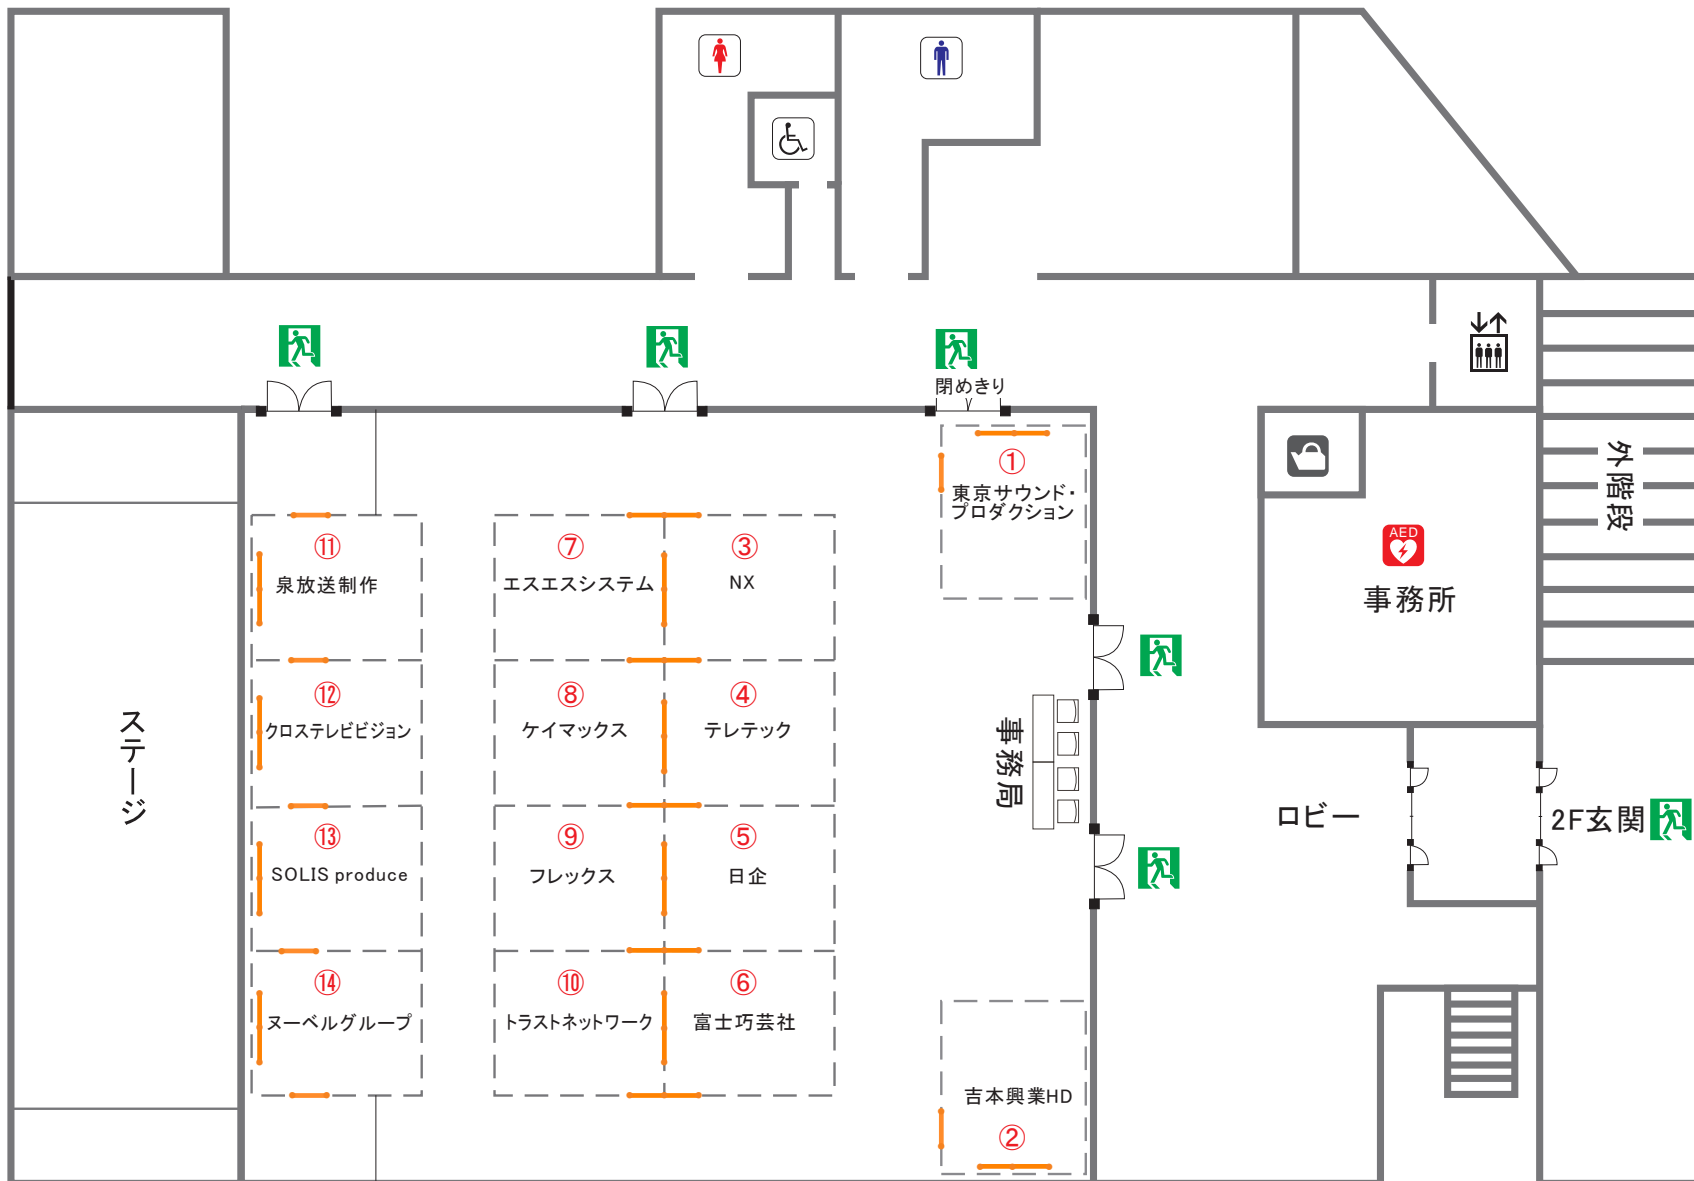 閉めきり
①
東京サウンド・
プロダクション
外階段
AED
事務所
⑪
泉放送制作
⑦
エスエスシステム
③
NX
⑫
クロステレビビジョン
⑧
ケイマックス
④
テレテック
ステージ
事務局
ロビー
2F玄関
⑬
SOLIS produce
⑨
フレックス
⑤
日企
⑭
ヌーベルグループ
⑩
トラストネットワーク
⑥
富士巧芸社
吉本興業HD
②